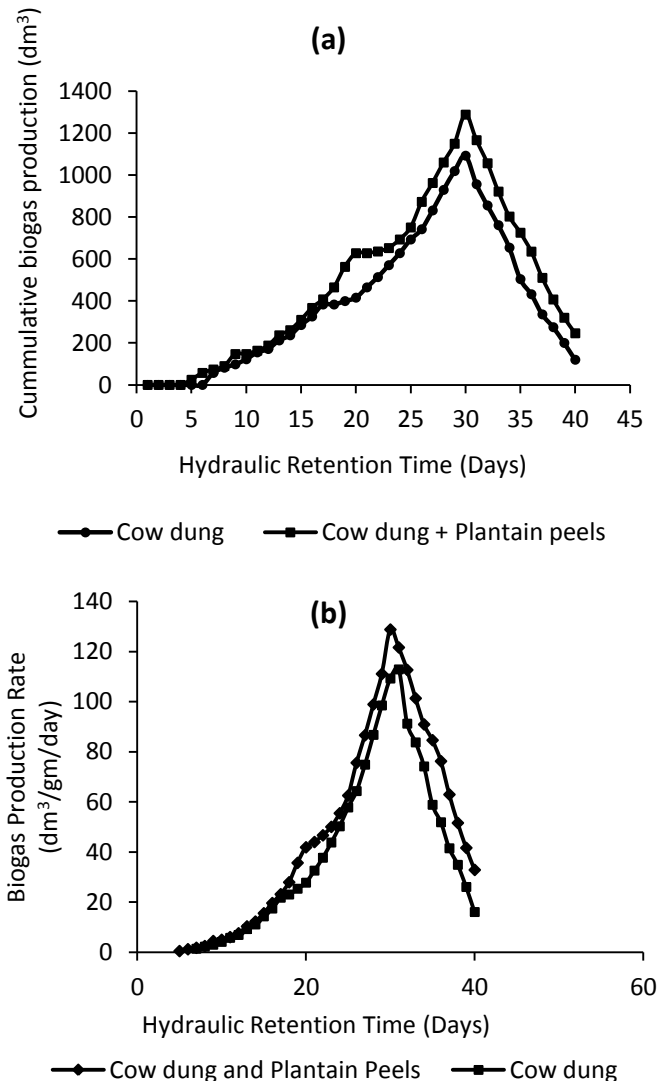 (a)
Cummulative biogas production (dm³)
1400
1200
1000
800
600
400
200
0
0 5 10 15 20 25 30 35 40 45
Hydraulic Retention Time (Days)
Cow dung Cow dung + Plantain peels
(b)
Biogas Production Rate
(dm³/gm/day)
140
120
100
80
60
40
20
0
0 20 40 60
Hydraulic Retention Time (Days)
Cow dung and Plantain Peels Cow dung